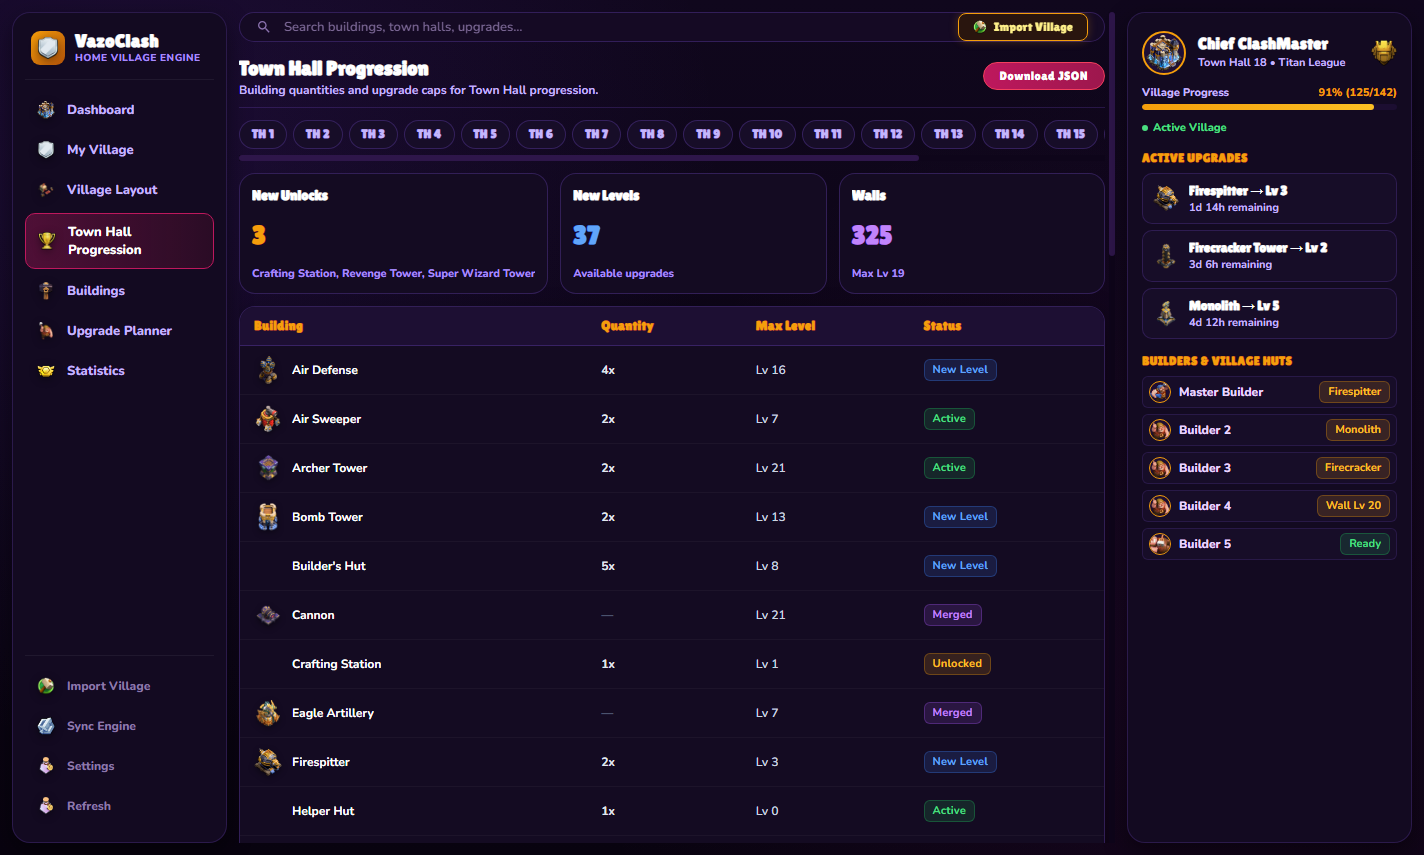 VazoClash
HOME VILLAGE ENGINE
Dashboard
My Village
Village Layout
Town Hall
Progression
Buildings
Upgrade Planner
Statistics
Import Village
Sync Engine
Settings
Refresh
Search buildings, town halls, upgrades...
Import Village
Town Hall Progression
Building quantities and upgrade caps for Town Hall progression.
Download JSON
TH 1 TH 2 TH 3 TH 4 TH 5 TH 6 TH 7 TH 8 TH 9 TH 10 TH 11 TH 12 TH 13 TH 14 TH 15
New Unlocks
3
Crafting Station, Revenge Tower, Super Wizard Tower
New Levels
37
Available upgrades
Walls
325
Max Lv 19
Building Quantity Max Level Status
Air Defense 4x Lv 16 New Level
Air Sweeper 2x Lv 7 Active
Archer Tower 2x Lv 21 Active
Bomb Tower 2x Lv 13 New Level
Builder's Hut 5x Lv 8 New Level
Cannon — Lv 21 Merged
Crafting Station 1x Lv 1 Unlocked
Eagle Artillery — Lv 7 Merged
Firespitter 2x Lv 3 New Level
Helper Hut 1x Lv 0 Active
Chief ClashMaster
Town Hall 18 • Titan League
Village Progress 91% (125/142)
Active Village
ACTIVE UPGRADES
Firespitter → Lv 3
1d 14h remaining
Firecracker Tower → Lv 2
3d 6h remaining
Monolith → Lv 5
4d 12h remaining
BUILDERS & VILLAGE HUTS
Master Builder Firespitter
Builder 2 Monolith
Builder 3 Firecracker
Builder 4 Wall Lv 20
Builder 5 Ready